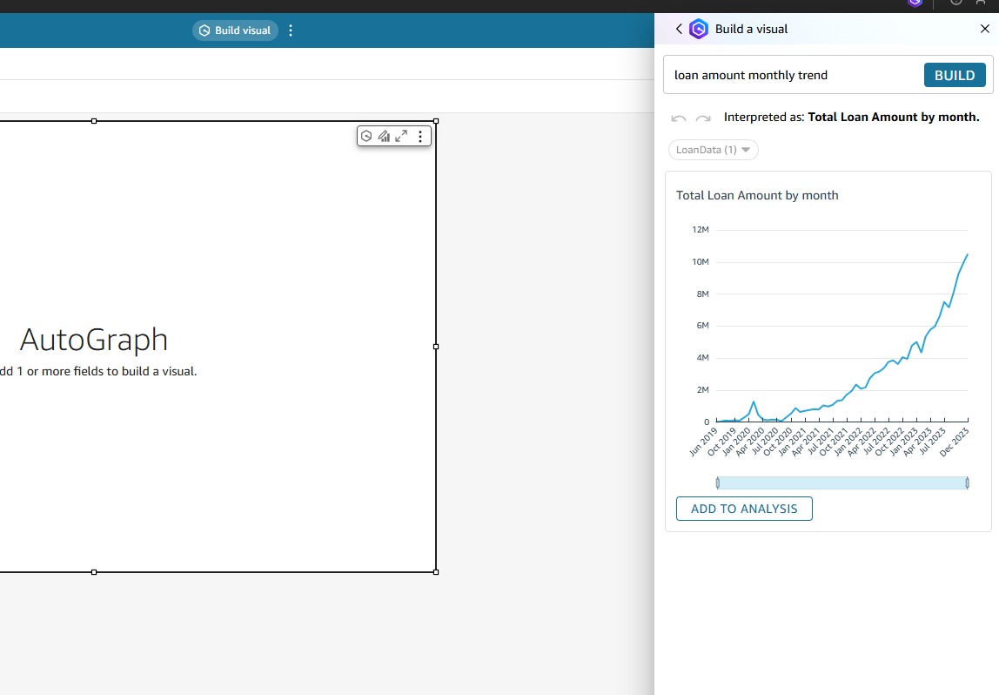 Build visual
Build a visual
loan amount monthly trend
BUILD
Interpreted as: Total Loan Amount by month.
LoanData (1)
Total Loan Amount by month
12M
10M
8M
6M
4M
2M
0
Jun 2019
Oct 2019
Jan 2020
Apr 2020
Jul 2020
Oct 2020
Jan 2021
Apr 2021
Jul 2021
Oct 2021
Jan 2022
Apr 2022
Jul 2022
Oct 2022
Jan 2023
Apr 2023
Jul 2023
Dec 2023
ADD TO ANALYSIS
AutoGraph
dd 1 or more fields to build a visual.